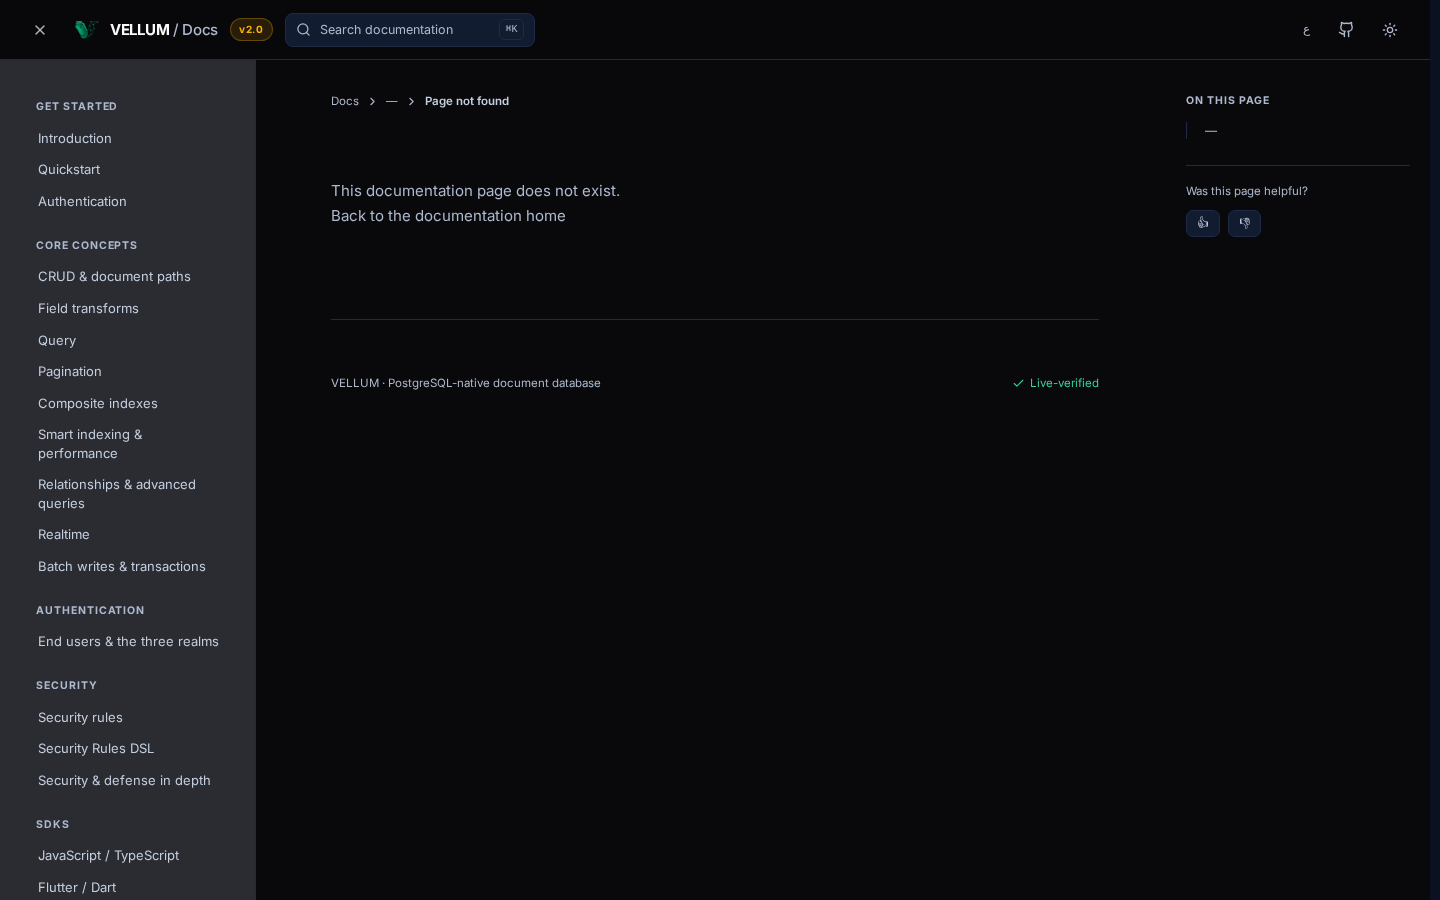 VELLUM / Docs
v2.0
Search documentation
⌘K
ع
GET STARTED
Introduction
Quickstart
Authentication
CORE CONCEPTS
CRUD & document paths
Field transforms
Query
Pagination
Composite indexes
Smart indexing &
performance
Relationships & advanced
queries
Realtime
Batch writes & transactions
AUTHENTICATION
End users & the three realms
SECURITY
Security rules
Security Rules DSL
Security & defense in depth
SDKS
JavaScript / TypeScript
Flutter / Dart
Docs > — > Page not found
This documentation page does not exist.
Back to the documentation home
VELLUM · PostgreSQL-native document database
Live-verified
ON THIS PAGE
—
Was this page helpful?
👍 👎